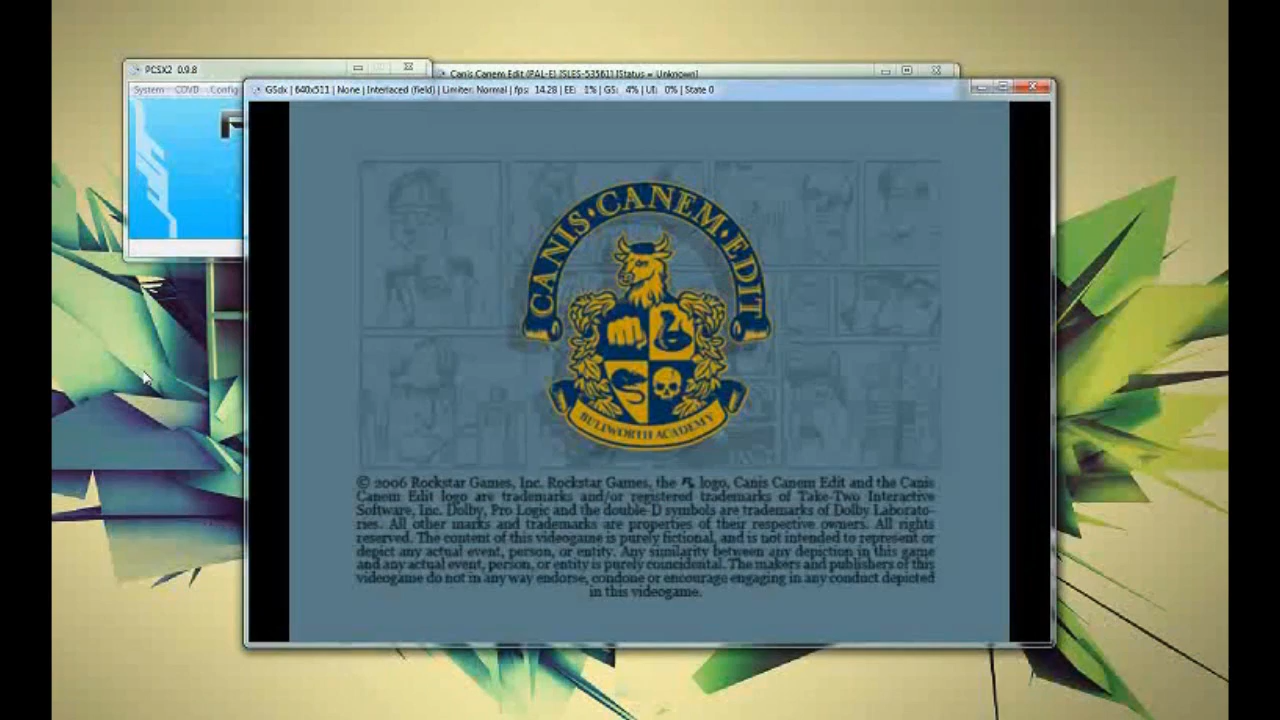 PCSX2 0.9.8
Canis Canem Edit (PAL-E) [SLES-53561] [Status = Unknown]
System CDVD Config
GSdx | 640x511 | None | Interlaced (field) | Limiter: Normal | fps: 14.28 | EE: 1% | GS: 4% | UI: 0% | State 0
CANIS·CANEM·EDIT
BULLWORTH ACADEMY
© 2006 Rockstar Games, Inc. Rockstar Games, the R* logo, Canis Canem Edit and the Canis
Canem Edit logo are trademarks and/or registered trademarks of Take-Two Interactive
Software, Inc. Dolby, Pro Logic and the double-D symbols are trademarks of Dolby Laborato-
ries. All other marks and trademarks are properties of their respective owners. All rights
reserved. The content of this videogame is purely fictional, and is not intended to represent or
depict any actual event, person, or entity. Any similarity between any depiction in this game
and any actual event, person, or entity is purely coincidental. The makers and publishers of this
videogame do not in any way endorse, condone or encourage engaging in any conduct depicted
in this videogame.